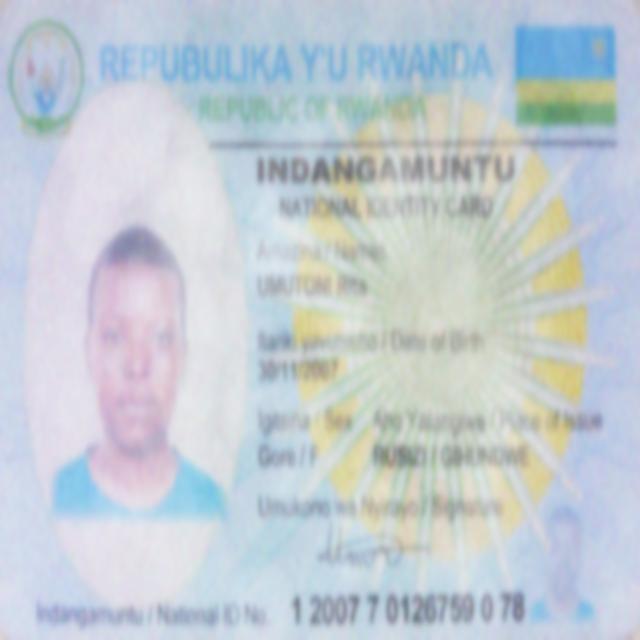 REPUBULIKA Y'U RWANDA
REPUBLIC OF RWANDA
INDANGAMUNTU
NATIONAL IDENTITY CARD
Amazina / Names
UMUTONI Rita
Itariki yavutseho / Date of Birth
30/11/2007
Igitsina / Sex Aho Yatangiwe / Place of Issue
Gore / F RUSIZI / GIHUNDWE
Umukono wa Nyirayo / Signature
Indangamuntu / National ID No. 1 2007 7 0126759 0 78